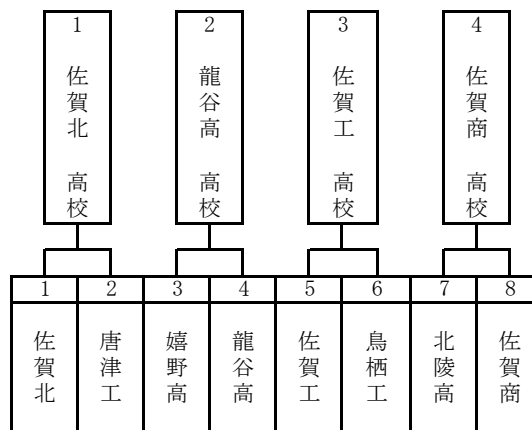 1
佐賀北 高校
2
龍谷高 高校
3
佐賀工 高校
4
佐賀商 高校
1
2
3
4
5
6
7
8
佐賀北
唐津工
嬉野高
龍谷高
佐賀工
鳥栖工
北陵高
佐賀商